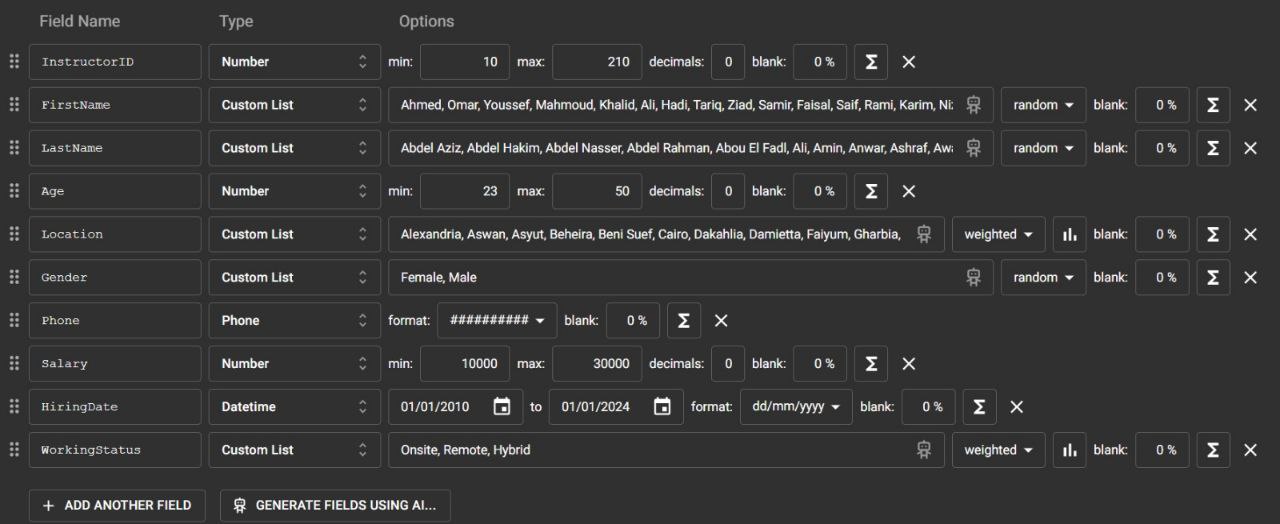 Field Name Type Options
InstructorID Number min: 10 max: 210 decimals: 0 blank: 0 % Σ
FirstName Custom List Ahmed, Omar, Youssef, Mahmoud, Khalid, Ali, Hadi, Tariq, Ziad, Samir, Faisal, Saif, Rami, Karim, Ni random blank: 0 % Σ
LastName Custom List Abdel Aziz, Abdel Hakim, Abdel Nasser, Abdel Rahman, Abou El Fadl, Ali, Amin, Anwar, Ashraf, Awa random blank: 0 % Σ
Age Number min: 23 max: 50 decimals: 0 blank: 0 % Σ
Location Custom List Alexandria, Aswan, Asyut, Beheira, Beni Suef, Cairo, Dakahlia, Damietta, Faiyum, Gharbia, weighted blank: 0 % Σ
Gender Custom List Female, Male random blank: 0 % Σ
Phone Phone format: ########## blank: 0 % Σ
Salary Number min: 10000 max: 30000 decimals: 0 blank: 0 % Σ
HiringDate Datetime 01/01/2010 to 01/01/2024 format: dd/mm/yyyy blank: 0 % Σ
WorkingStatus Custom List Onsite, Remote, Hybrid weighted blank: 0 % Σ
+ ADD ANOTHER FIELD GENERATE FIELDS USING AI...